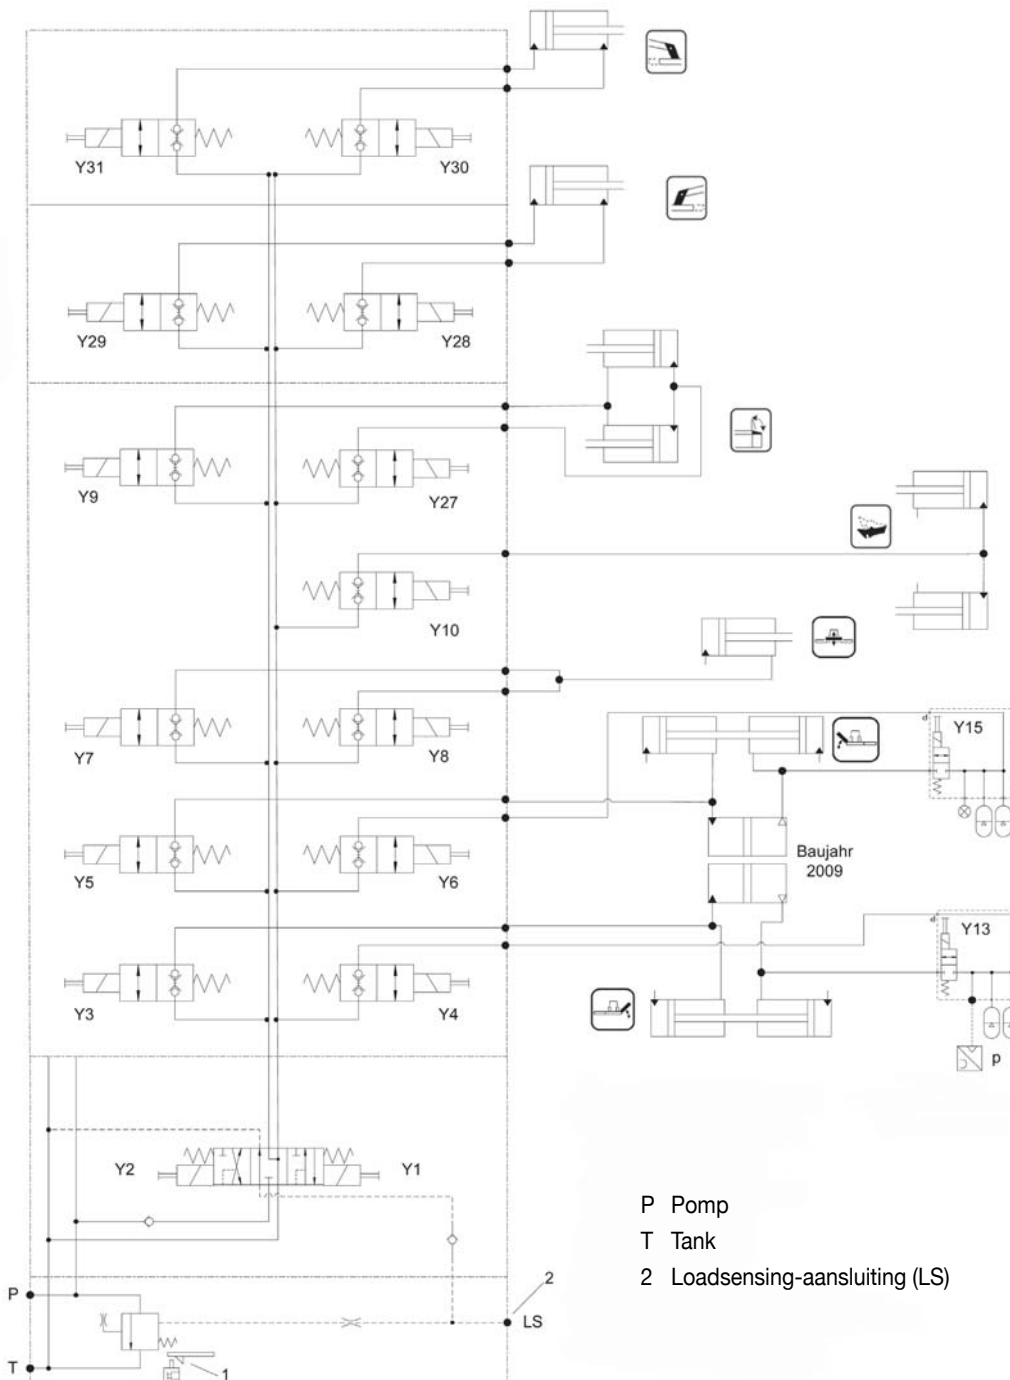 Y31
Y30
Y29
Y28
Y9
Y27
Y10
Y7
Y8
Y15
Y5
Y6
Baujahr
2009
Y13
Y3
Y4
p
Y2
Y1
P Pomp
T Tank
2 Loadsensing-aansluiting (LS)
2
P
LS
T
1